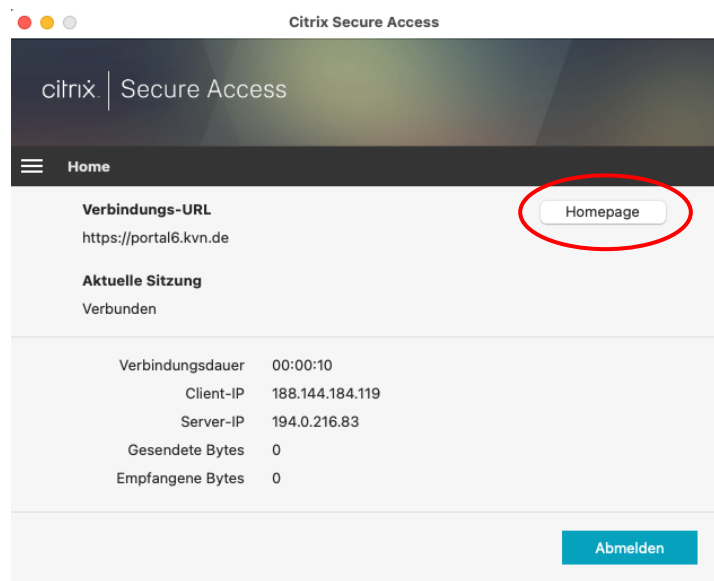 Citrix Secure Access
citrix. Secure Access
Home
Verbindungs-URL
Homepage
https://portal6.kvn.de
Aktuelle Sitzung
Verbunden
Verbindungsdauer 00:00:10
Client-IP 188.144.184.119
Server-IP 194.0.216.83
Gesendete Bytes 0
Empfangene Bytes 0
Abmelden